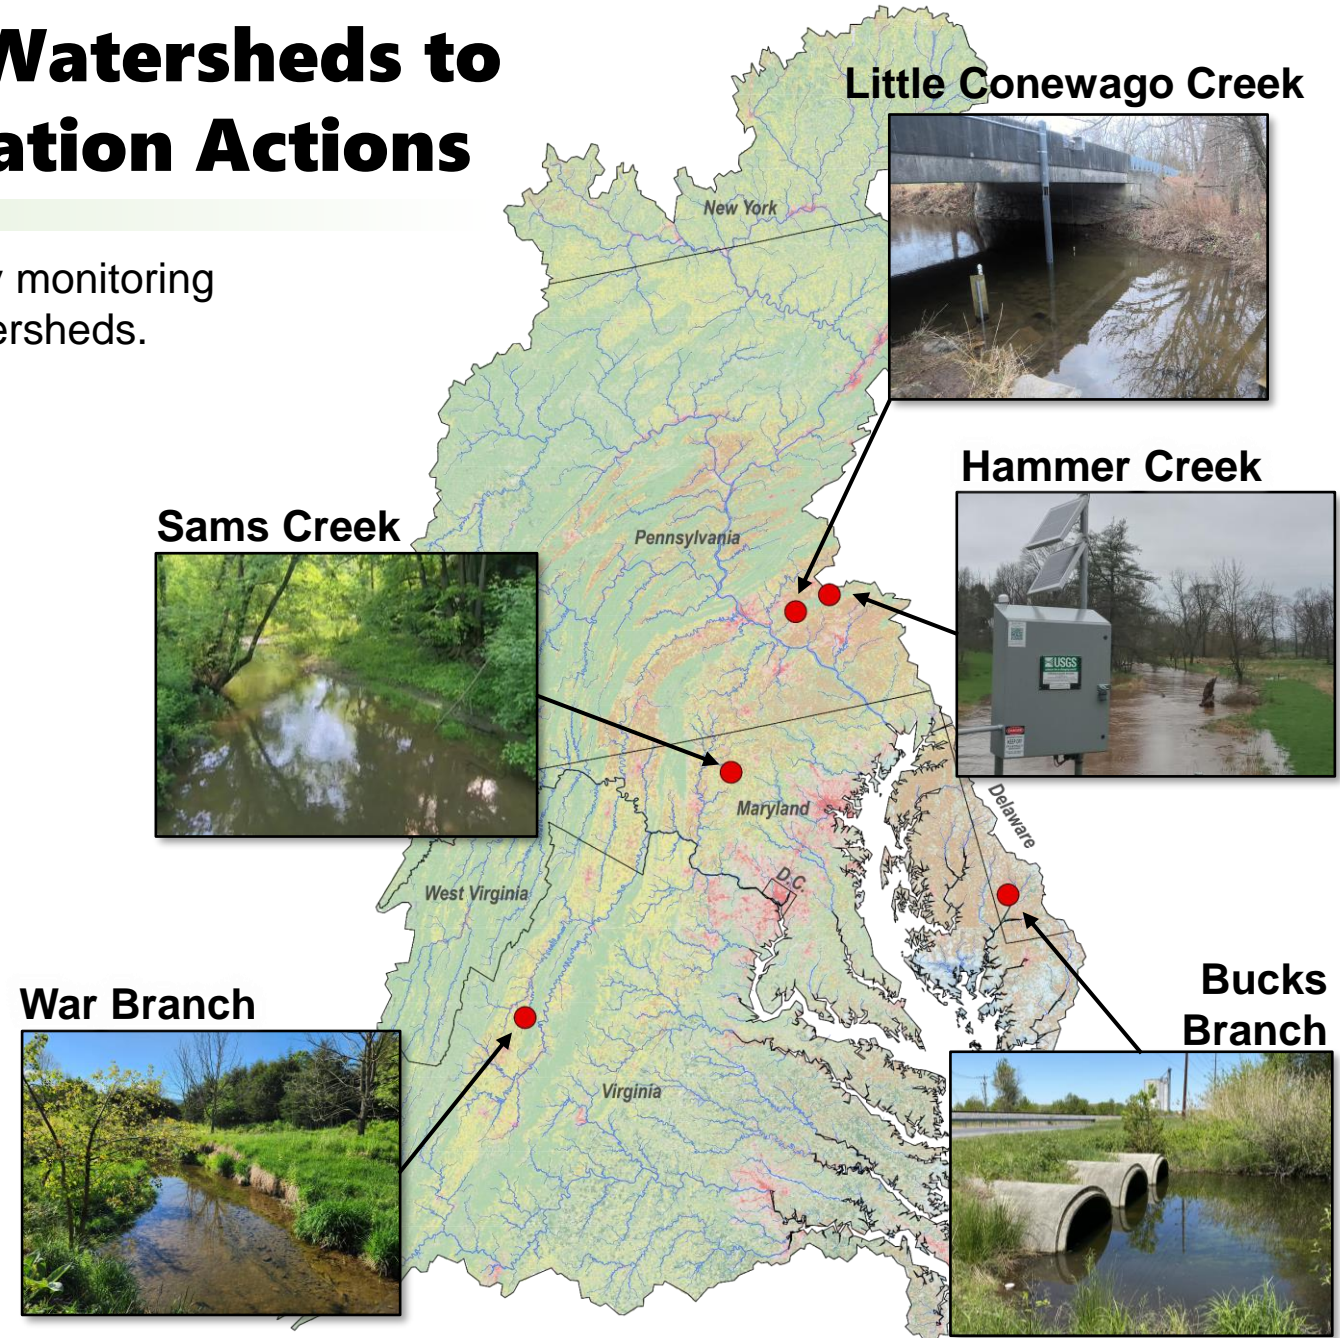 Watersheds to
ation Actions
y monitoring
ersheds.
Little Conewago Creek
New York
Hammer Creek
Sams Creek
Pennsylvania
USGS
Maryland
Delaware
D.C.
West Virginia
War Branch
Bucks
Branch
Virginia